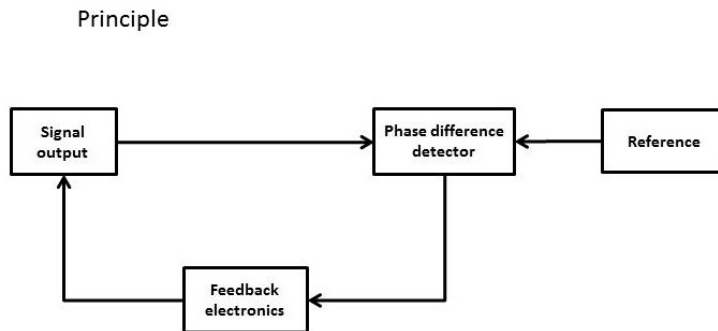 Principle
Signal
output
Phase difference
detector
Reference
Feedback
electronics